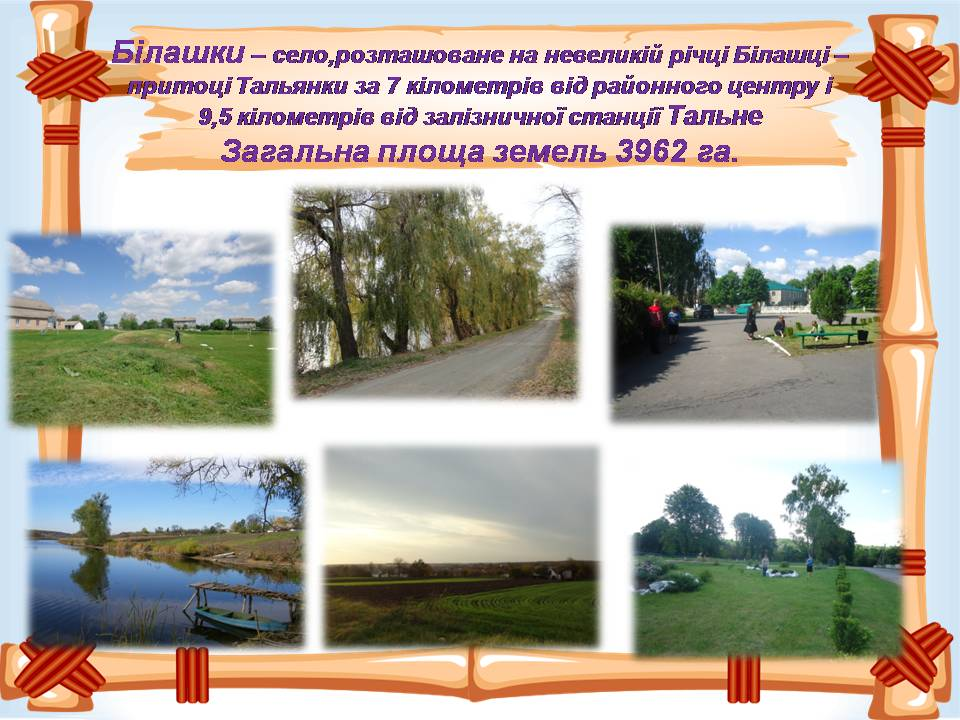 Білашки – село,розташоване на невеликій річці Білашці –
притоці Тальянки за 7 кілометрів від районного центру і
9,5 кілометрів від залізничної станції Тальне
Загальна площа земель 3962 га.